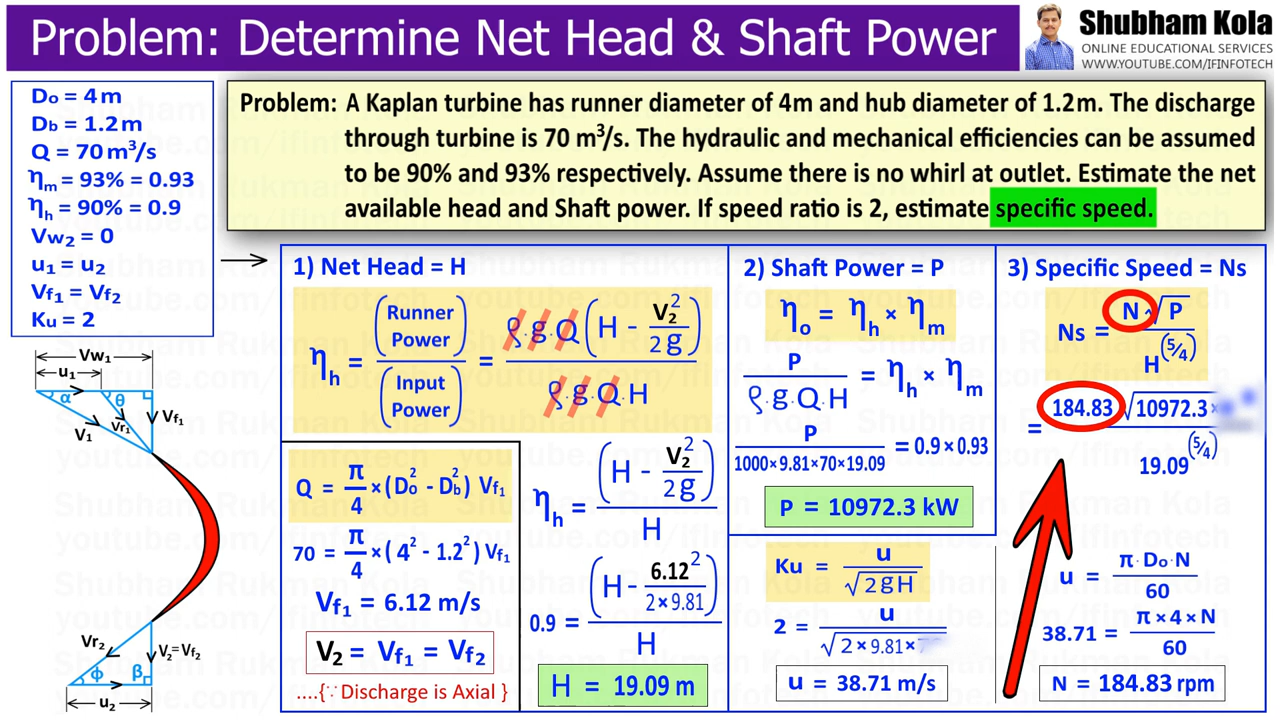 Problem: Determine Net Head & Shaft Power
Shubham Kola
ONLINE EDUCATIONAL SERVICES
WWW.YOUTUBE.COM/IFINFOTECH
Do = 4m
Db = 1.2m
Q = 70 m³/s
ηm = 93% = 0.93
ηh = 90% = 0.9
Vw2 = 0
u1 = u2
Vf1 = Vf2
Ku = 2
Problem: A Kaplan turbine has runner diameter of 4m and hub diameter of 1.2m. The discharge
through turbine is 70 m³/s. The hydraulic and mechanical efficiencies can be assumed
to be 90% and 93% respectively. Assume there is no whirl at outlet. Estimate the net
available head and Shaft power. If speed ratio is 2, estimate specific speed.
Vw1
u1
α
θ
Vf1
V1
Vr1
Vr2
V2=Vf2
ϕ
β
u2
1) Net Head = H
ηh = (Runner Power) / (Input Power) = ρ.g.Q (H - V2²/2g) / ρ.g.Q.H
Q = π/4 × (Do² - Db²) Vf1
70 = π/4 × (4² - 1.2²) Vf1
Vf1 = 6.12 m/s
V2 = Vf1 = Vf2
....{∵Discharge is Axial }
ηh = (H - V2²/2g) / H
0.9 = (H - 6.12²/2×9.81) / H
H = 19.09 m
2) Shaft Power = P
ηo = ηh × ηm
P / ρ.g.Q.H = ηh × ηm
P / 1000×9.81×70×19.09 = 0.9×0.93
P = 10972.3 kW
Ku = u / √2gH
2 = u / √2×9.81×
u = 38.71 m/s
3) Specific Speed = Ns
Ns = N √P / H^(5/4)
= 184.83 √10972.3 / 19.09^(5/4)
u = π·Do·N / 60
38.71 = π×4×N / 60
N = 184.83 rpm